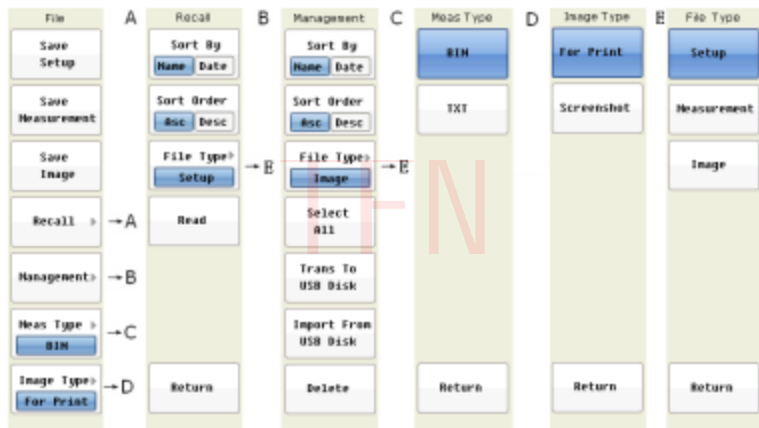 File
Save
Setup
Save
Measurement
Save
Image
Recall
→A
Management
→B
Meas Type
BIN
→C
Image Type
For Print
→D
A
Recall
Sort By
Name Date
Sort Order
Asc Desc
File Type
Setup
→E
Read
Return
B
Management
Sort By
Name Date
Sort Order
Asc Desc
File Type
Image
→E
Select
All
Trans To
USB Disk
Import From
USB Disk
Delete
C
Meas Type
BIN
TXT
Return
D
Image Type
For Print
Screenshot
Return
E
File Type
Setup
Measurement
Image
Return
TFN